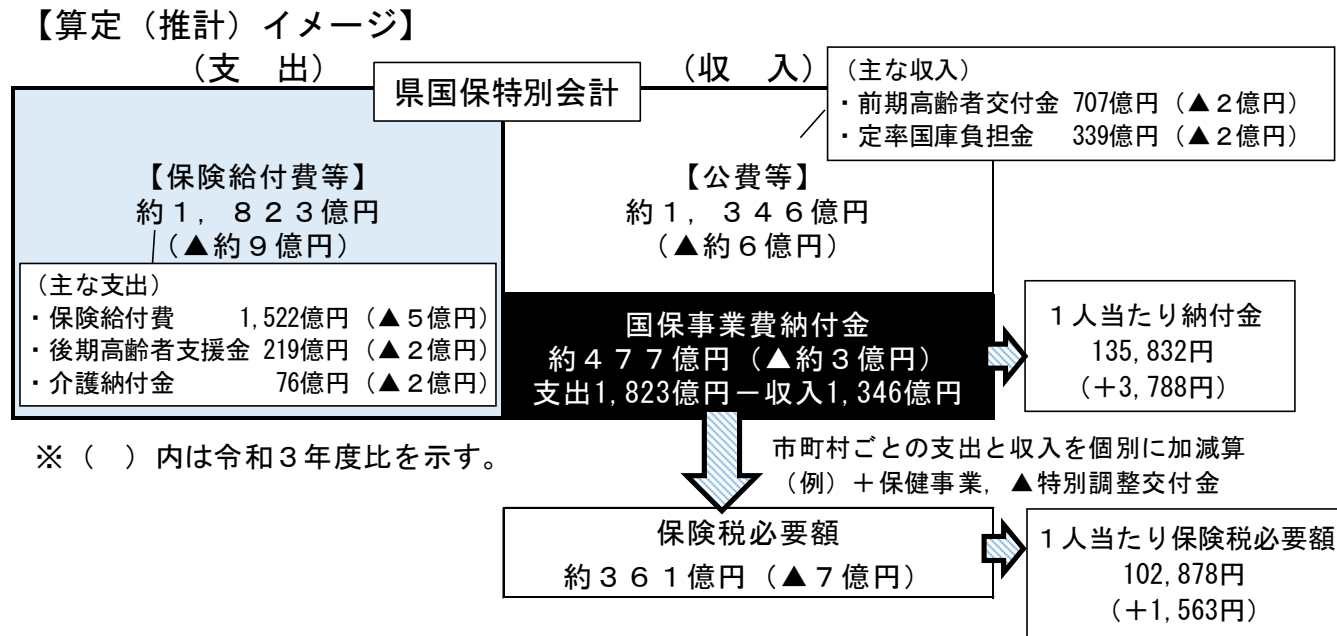 【算定（推計）イメージ】
（支　出）
県国保特別会計
（収　入）
（主な収入）
・前期高齢者交付金 707億円（▲２億円）
・定率国庫負担金　339億円（▲２億円）
【保険給付費等】
約１，８２３億円
（▲約９億円）
（主な支出）
・保険給付費　1,522億円（▲５億円）
・後期高齢者支援金 219億円（▲２億円）
・介護納付金　76億円（▲２億円）
【公費等】
約１，３４６億円
（▲約６億円）
国保事業費納付金
約４７７億円（▲約３億円）
支出1,823億円－収入1,346億円
１人当たり納付金
135,832円
（＋3,788円）
※（　）内は令和３年度比を示す。
市町村ごとの支出と収入を個別に加減算
（例）＋保健事業，▲特別調整交付金
保険税必要額
約３６１億円（▲７億円）
１人当たり保険税必要額
102,878円
（＋1,563円）